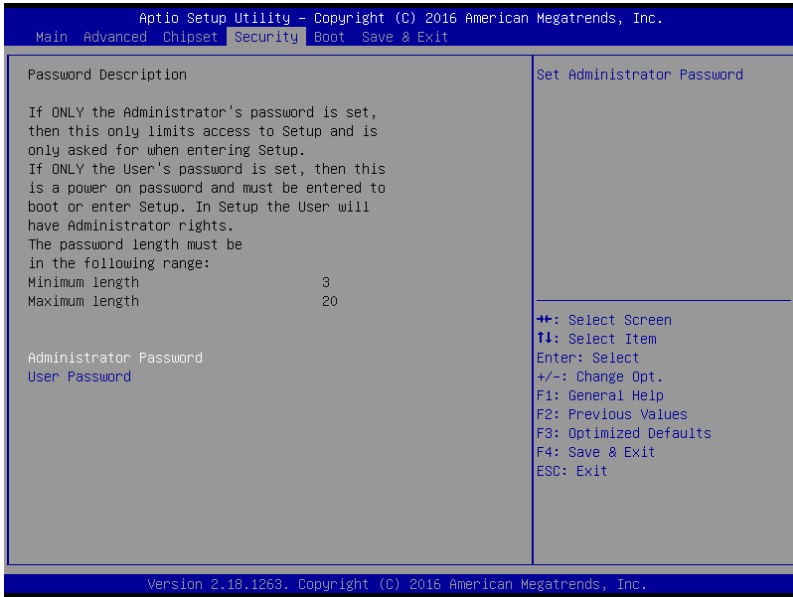 Aptio Setup Utility – Copyright (C) 2016 American Megatrends, Inc.
Main Advanced Chipset Security Boot Save & Exit
Password Description
If ONLY the Administrator's password is set,
then this only limits access to Setup and is
only asked for when entering Setup.
If ONLY the User's password is set, then this
is a power on password and must be entered to
boot or enter Setup. In Setup the User will
have Administrator rights.
The password length must be
in the following range:
Minimum length 3
Maximum length 20
Administrator Password
User Password
Set Administrator Password
→←: Select Screen
↑↓: Select Item
Enter: Select
+/-: Change Opt.
F1: General Help
F2: Previous Values
F3: Optimized Defaults
F4: Save & Exit
ESC: Exit
Version 2.18.1263. Copyright (C) 2016 American Megatrends, Inc.